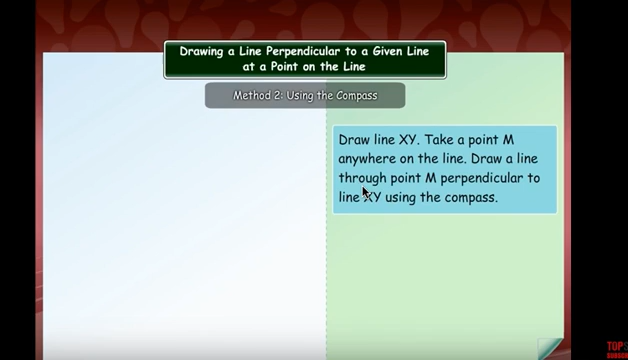 Drawing a Line Perpendicular to a Given Line
at a Point on the Line
Method 2: Using the Compass
Draw line XY. Take a point M
anywhere on the line. Draw a line
through point M perpendicular to
line XY using the compass.